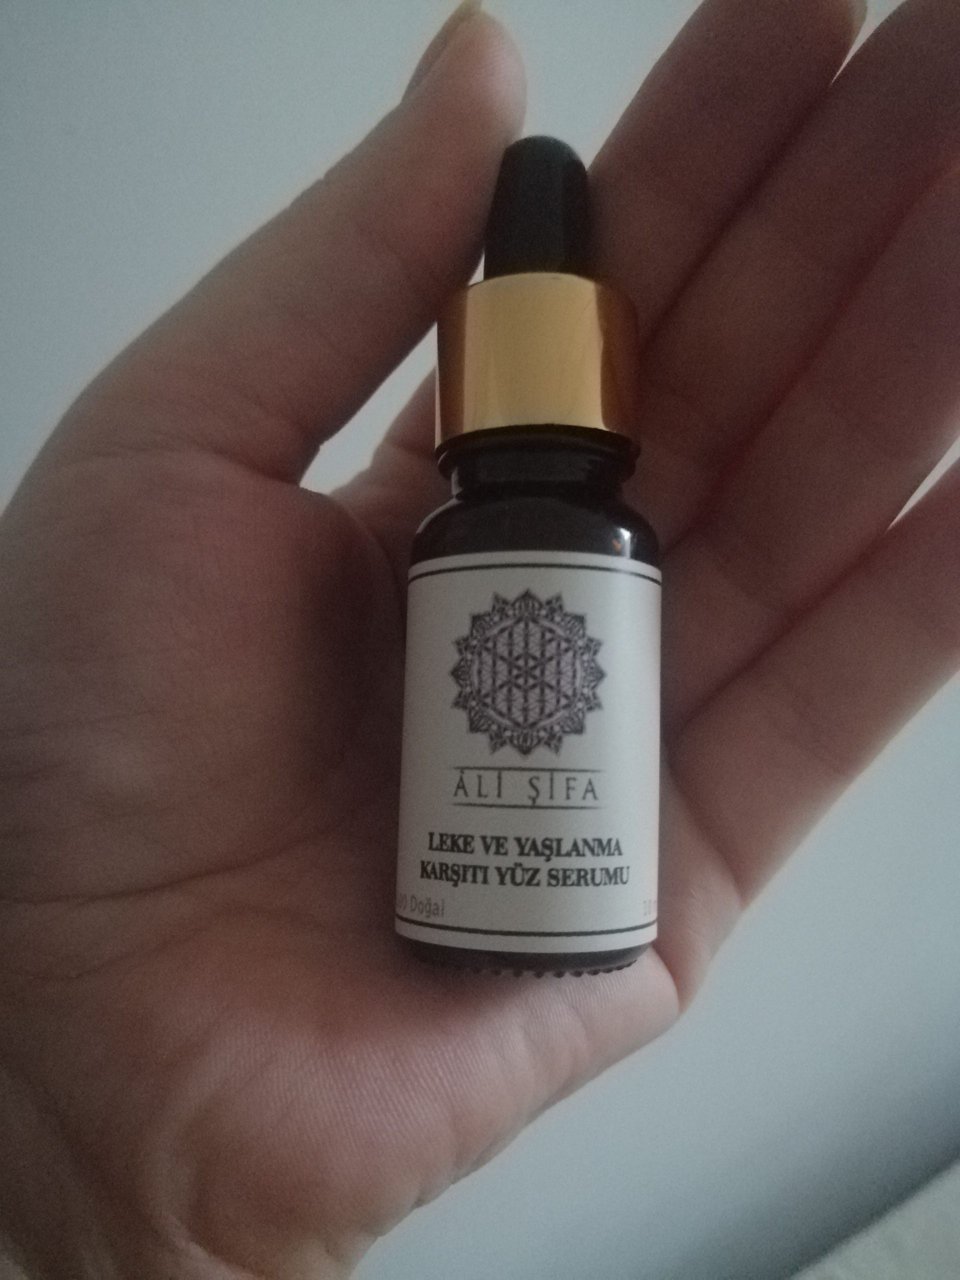 ÂLİ ŞİFA
LEKE VE YAŞLANMA
KARŞITI YÜZ SERUMU
Doğal